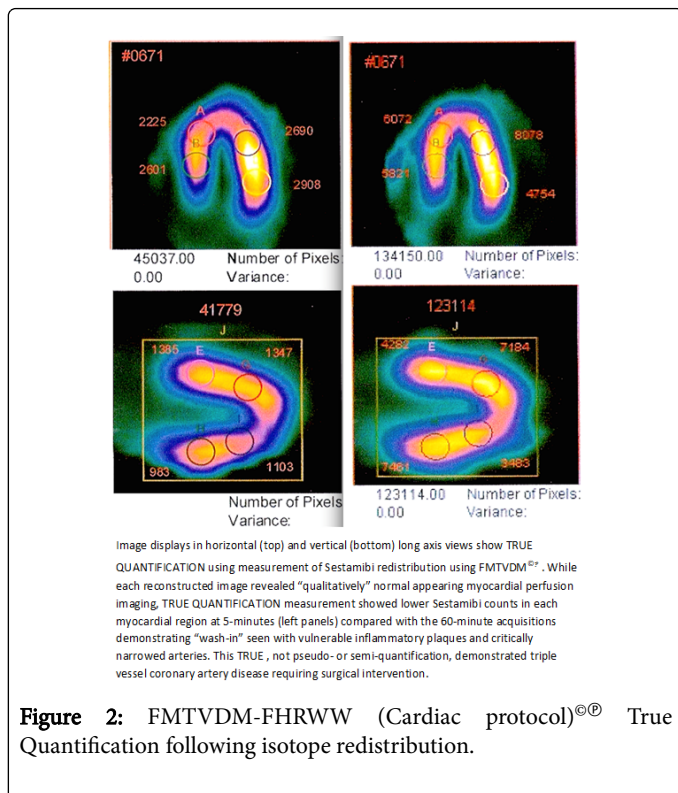 #0671
#0671
A
C
2225
2690
B
2601
2908
A
C
6072
8078
B
5821
4754
45037.00 Number of Pixels:
0.00 Variance:
134150.00 Number of Pixels:
0.00 Variance:
41779
J
1385
E
G
1347
H
I
983
1103
123114
J
4282
E
7184
7461
3483
Number of Pixels
Variance:
123114.00 Number of Pixels:
0.00 Variance:
Image displays in horizontal (top) and vertical (bottom) long axis views show TRUE
QUANTIFICATION using measurement of Sestamibi redistribution using FMTVDM©℗ . While
each reconstructed image revealed “qualitatively” normal appearing myocardial perfusion
imaging, TRUE QUANTIFICATION measurement showed lower Sestamibi counts in each
myocardial region at 5-minutes (left panels) compared with the 60-minute acquisitions
demonstrating “wash-in” seen with vulnerable inflammatory plaques and critically
narrowed arteries. This TRUE , not pseudo- or semi-quantification, demonstrated triple
vessel coronary artery disease requiring surgical intervention.
Figure 2: FMTVDM-FHRWW (Cardiac protocol)©℗ True
Quantification following isotope redistribution.